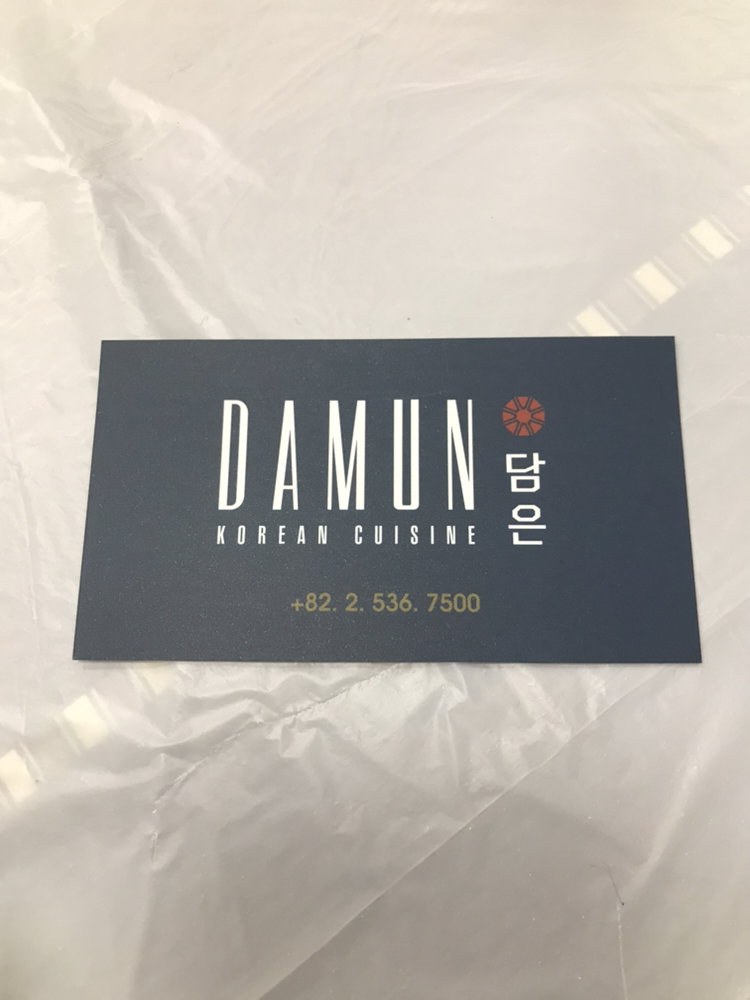 DAMUN
KOREAN CUISINE
담은
+82. 2. 536. 7500